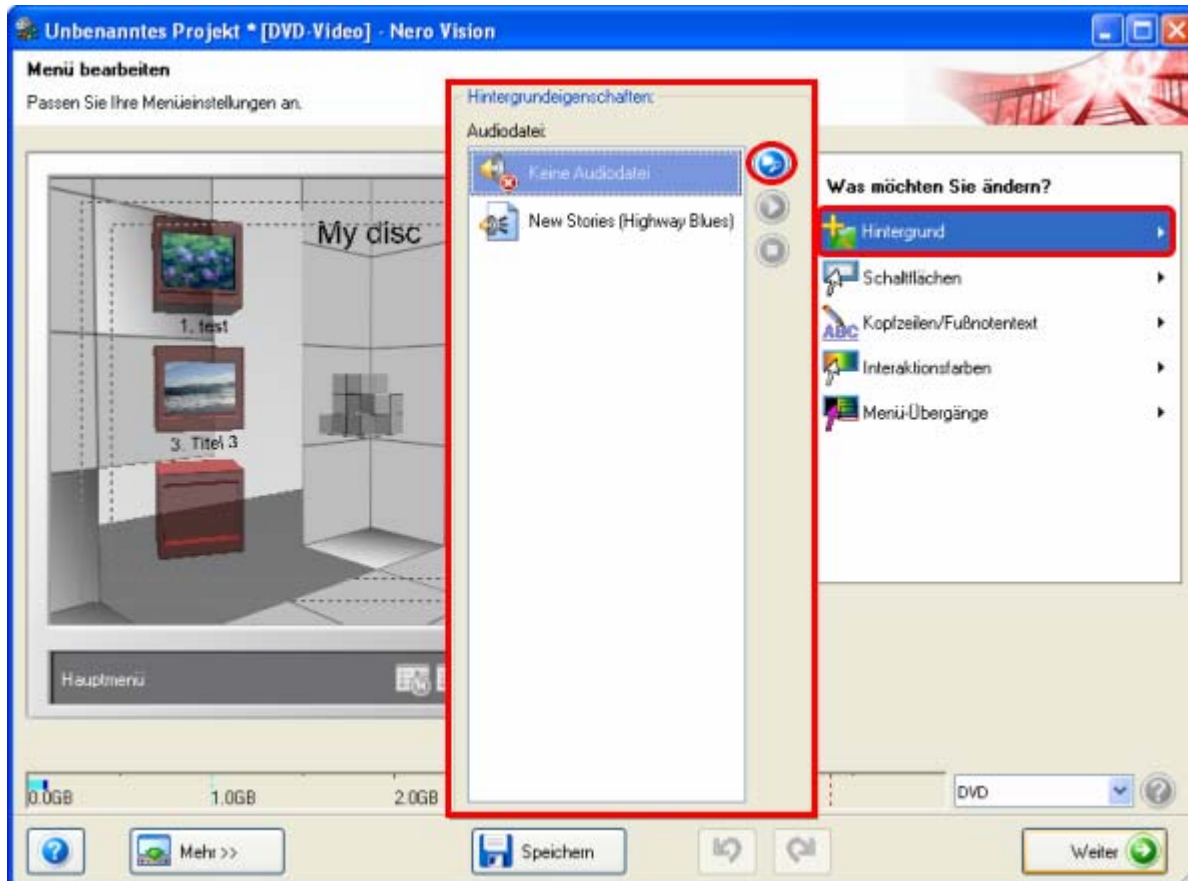 Unbenanntes Projekt * [DVD-Video] - Nero Vision
Menü bearbeiten
Passen Sie Ihre Menüeinstellungen an.
Hintergrundeigenschaften:
Audiodatei:
Keine Audiodatei
New Stories (Highway Blues)
My disc
1. test
3. Titel 3
Hauptmenü
Was möchten Sie ändern?
Hintergrund
Schaltflächen
ABC
Kopfzeilen/Fußnotentext
Interaktionsfarben
Menü-Übergänge
0.0GB
1.0GB
2.0GB
DVD
Mehr >>
Speichern
Weiter